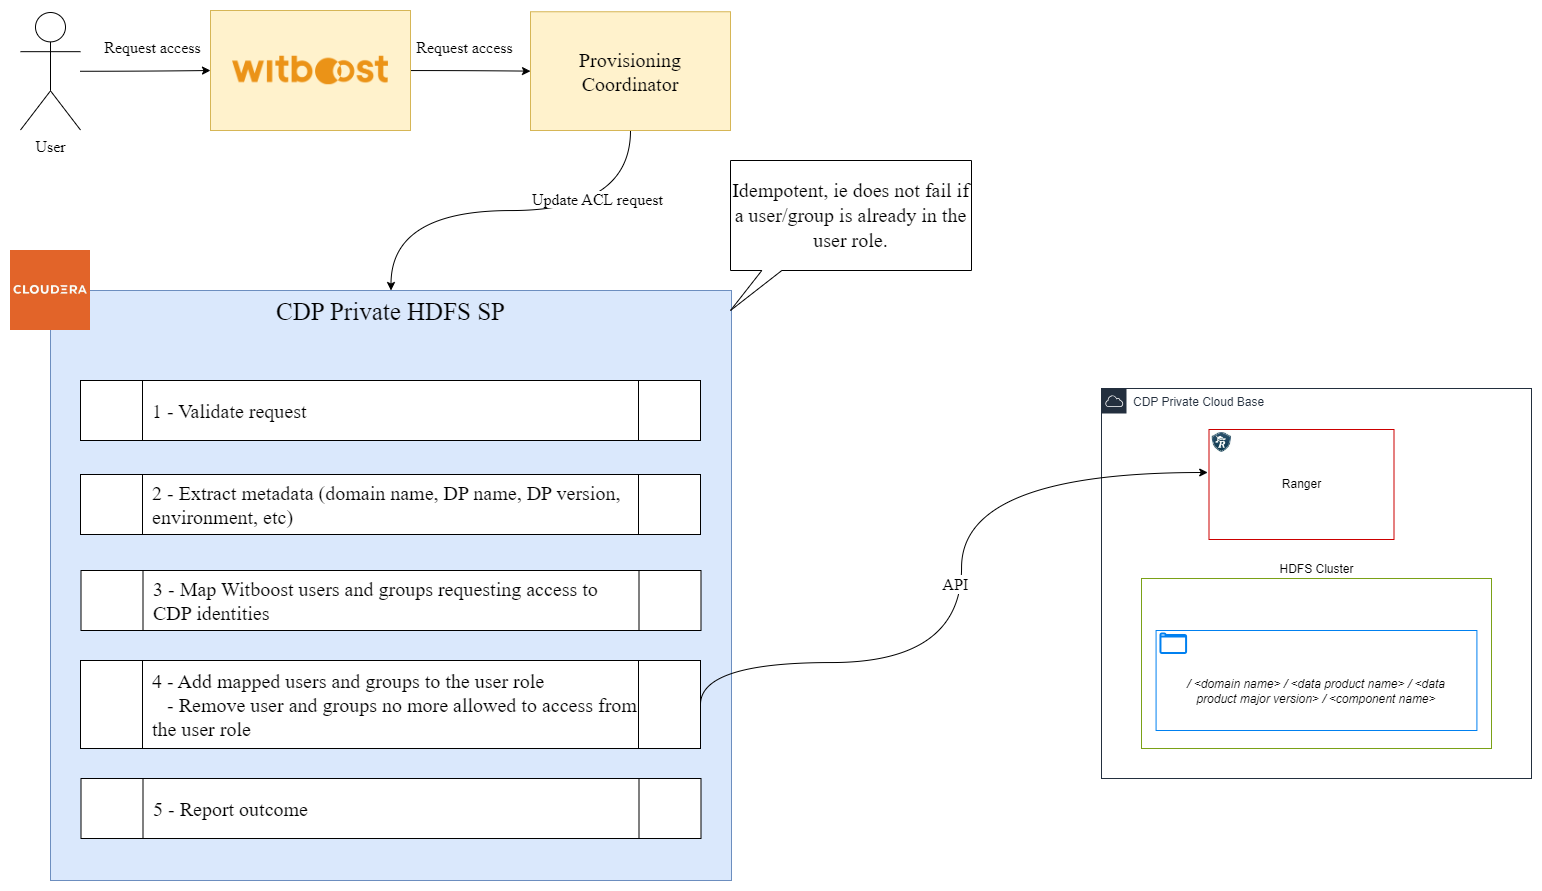 Request access
witboost
Request access
Provisioning
Coordinator
User
Update ACL request
Idempotent, ie does not fail if
a user/group is already in the
user role.
CLOUDERA
CDP Private HDFS SP
1 - Validate request
2 - Extract metadata (domain name, DP name, DP version,
environment, etc)
3 - Map Witboost users and groups requesting access to
CDP identities
4 - Add mapped users and groups to the user role
- Remove user and groups no more allowed to access from
the user role
5 - Report outcome
API
CDP Private Cloud Base
R
Ranger
HDFS Cluster
/ <domain name> / <data product name> / <data
product major version> / <component name>